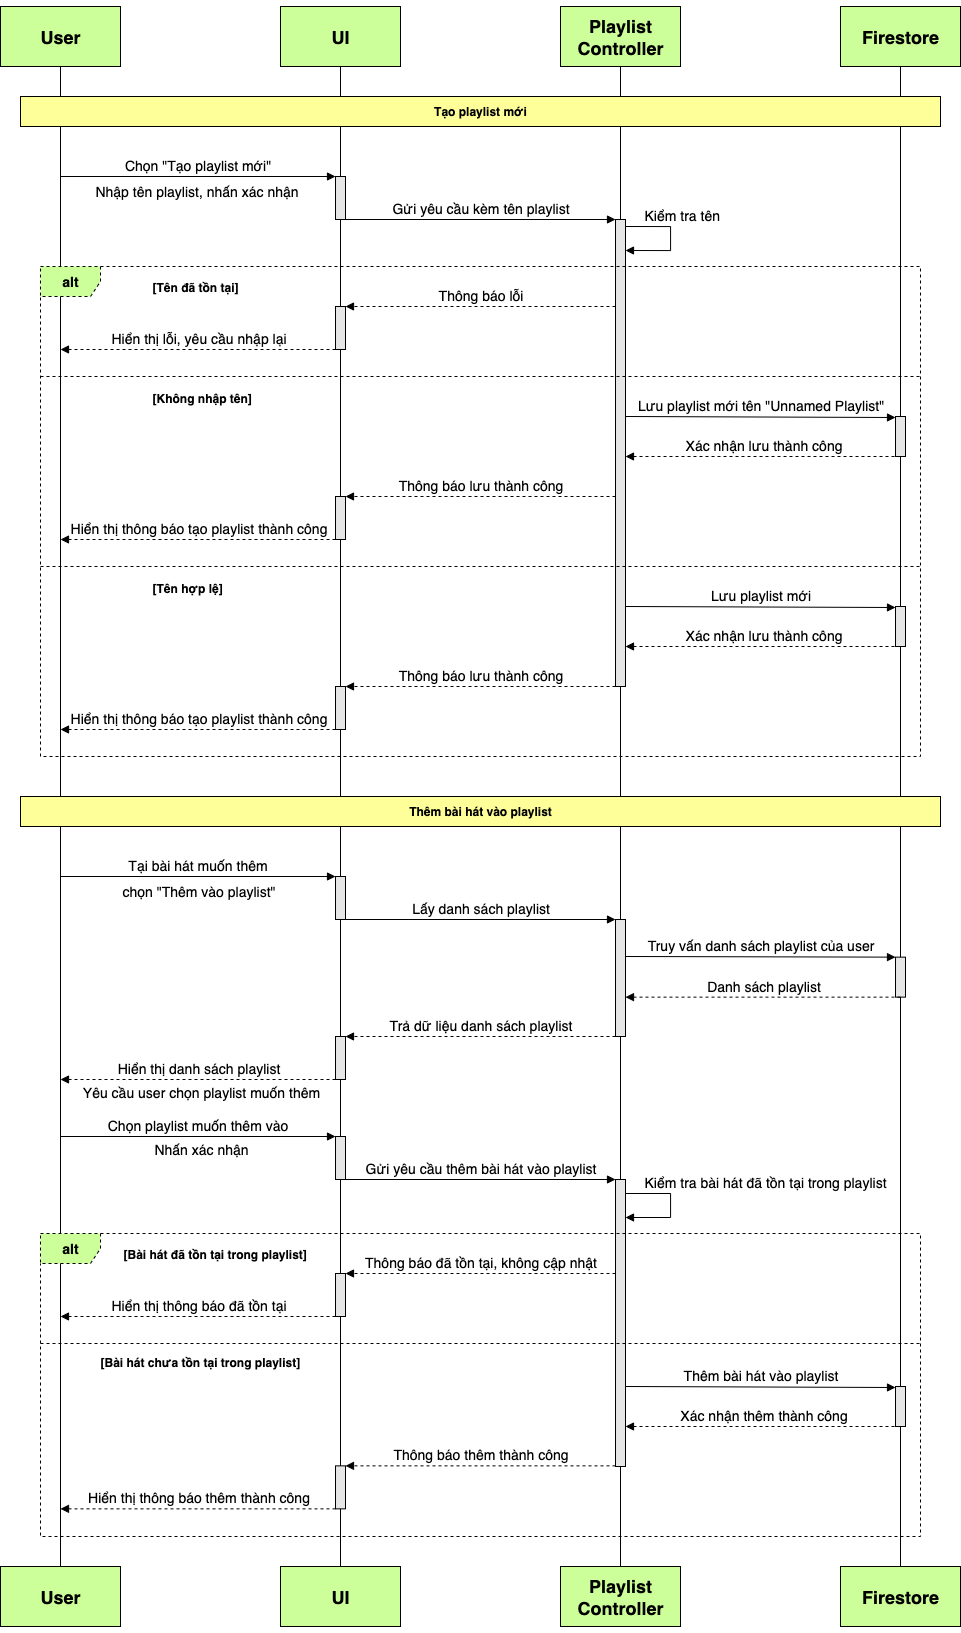 User
UI
Playlist
Controller
Firestore
Tạo playlist mới
Chọn "Tạo playlist mới"
Nhập tên playlist, nhấn xác nhận
Gửi yêu cầu kèm tên playlist
Kiểm tra tên
alt
[Tên đã tồn tại]
Thông báo lỗi
Hiển thị lỗi, yêu cầu nhập lại
[Không nhập tên]
Lưu playlist mới tên "Unnamed Playlist"
Xác nhận lưu thành công
Thông báo lưu thành công
Hiển thị thông báo tạo playlist thành công
[Tên hợp lệ]
Lưu playlist mới
Xác nhận lưu thành công
Thông báo lưu thành công
Hiển thị thông báo tạo playlist thành công
Thêm bài hát vào playlist
Tại bài hát muốn thêm
chọn "Thêm vào playlist"
Lấy danh sách playlist
Truy vấn danh sách playlist của user
Danh sách playlist
Trả dữ liệu danh sách playlist
Hiển thị danh sách playlist
Yêu cầu user chọn playlist muốn thêm
Chọn playlist muốn thêm vào
Nhấn xác nhận
Gửi yêu cầu thêm bài hát vào playlist
Kiểm tra bài hát đã tồn tại trong playlist
alt
[Bài hát đã tồn tại trong playlist]
Thông báo đã tồn tại, không cập nhật
Hiển thị thông báo đã tồn tại
[Bài hát chưa tồn tại trong playlist]
Thêm bài hát vào playlist
Xác nhận thêm thành công
Thông báo thêm thành công
Hiển thị thông báo thêm thành công
User
UI
Playlist
Controller
Firestore